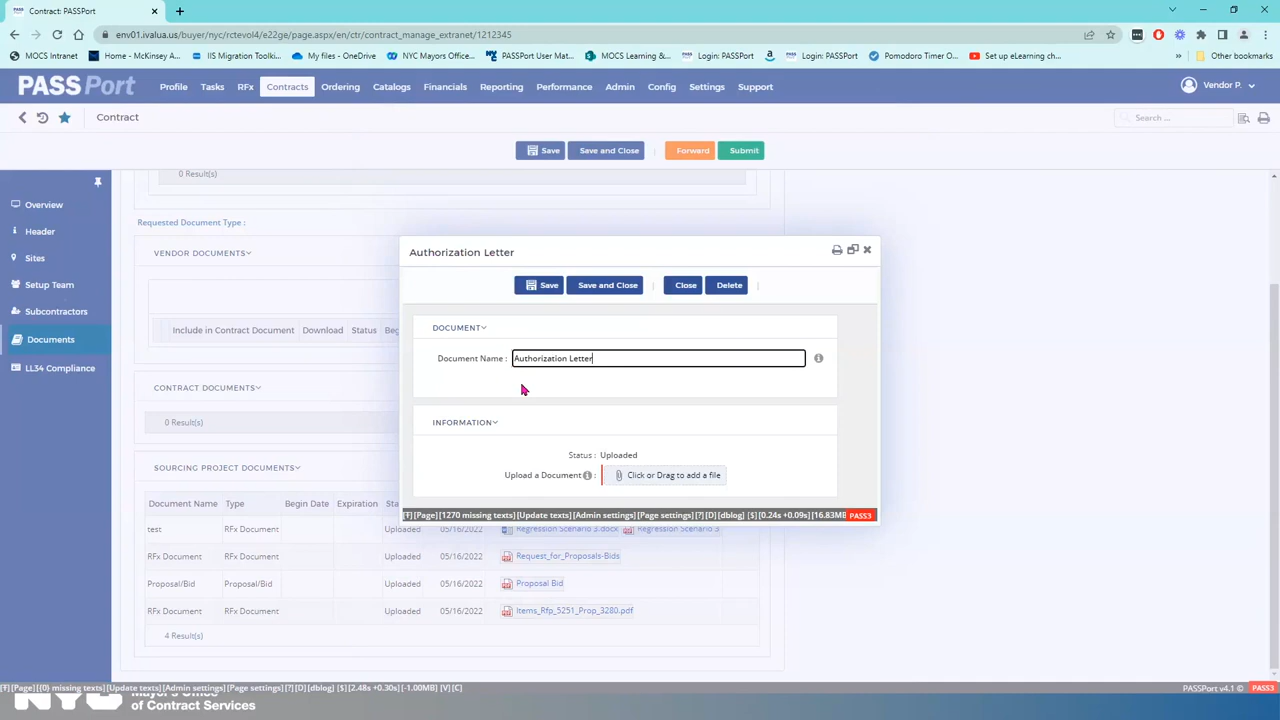 Contract: PASSPort
env01.ivalua.us/buyer/nyc/rctevol4/e22ge/page.aspx/en/ctr/contract_manage_extranet/1212345
MOCS Intranet Home - McKinsey A... IIS Migration Studies My files - OneDrive NYC Mayors Office... PASSPort User Mat... MOCS Learning &... Login: PASSPort Login: PASSPort Pomodoro Timer O... Set up eLearning ch... » Other bookmarks
PASSPort Profile Tasks RFx Contracts Ordering Catalogs Financials Reporting Performance Admin Config Settings Support Vendor P.
Contract Search ...
Save Save and Close Forward Submit
0 Result(s)
Overview
Header
Sites
Setup Team
Subcontractors
Documents
LL34 Compliance
Requested Document Type :
VENDOR DOCUMENTS
Include in Contract Document Download Status
CONTRACT DOCUMENTS
0 Result(s)
SOURCING PROJECT DOCUMENTS
Document Name Type Begin Date Expiration
test RFx Document Uploaded 05/16/2022 Regression Scenario 3.docx Regression Scenario 3
RFx Document RFx Document Uploaded 05/16/2022 Request_for_Proposals-Bids
Proposal/Bid Proposal/Bid Uploaded 05/16/2022 Proposal Bid
RFx Document RFx Document Uploaded 05/16/2022 Items_Rfp_5251_Prop_3280.pdf
4 Result(s)
Authorization Letter
Save Save and Close Close Delete
DOCUMENT
Document Name : Authorization Letter
INFORMATION
Status : Uploaded
Upload a Document : Click or Drag to add a file
[Ŧ][Page][1270 missing texts][Update texts][Admin settings][Page settings][?][D][dblog] [$][0.24s +0.09s][16.83MB PASS3
[Ŧ][Page][{0} missing texts][Update texts][Admin settings][Page settings][?][D][dblog] [$][2.48s +0.30s][-1.00MB][V][C] PASSPort v4.1 © PASS3
NYC Mayor's Office
of Contract Services